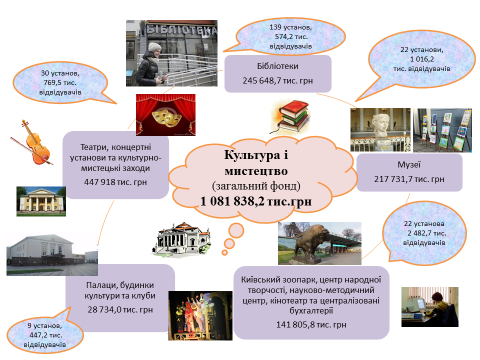 БІБЛІОТЕКА
139 установ,
574,2 тис.
відвідувачів
Бібліотеки
245 648,7 тис. грн
22 установи,
1 016,2
тис. відвідувачів
30 установ,
769,5 тис.
відвідувачів
Театри, концертні
установи та культурно-
мистецькі заходи
447 918 тис. грн
Культура і
мистецтво
(загальний фонд)
1 081 838,2 тис.грн
Музеї
217 731,7 тис. грн
22 установа
2 482,7 тис.
відвідувачів
Палаци, будинки
культури та клуби
28 734,0 тис. грн
Київський зоопарк, центр народної
творчості, науково-методичний
центр, кінотеатр та централізовані
бухгалтерії
141 805,8 тис. грн
9 установ,
447,2 тис.
відвідувачів